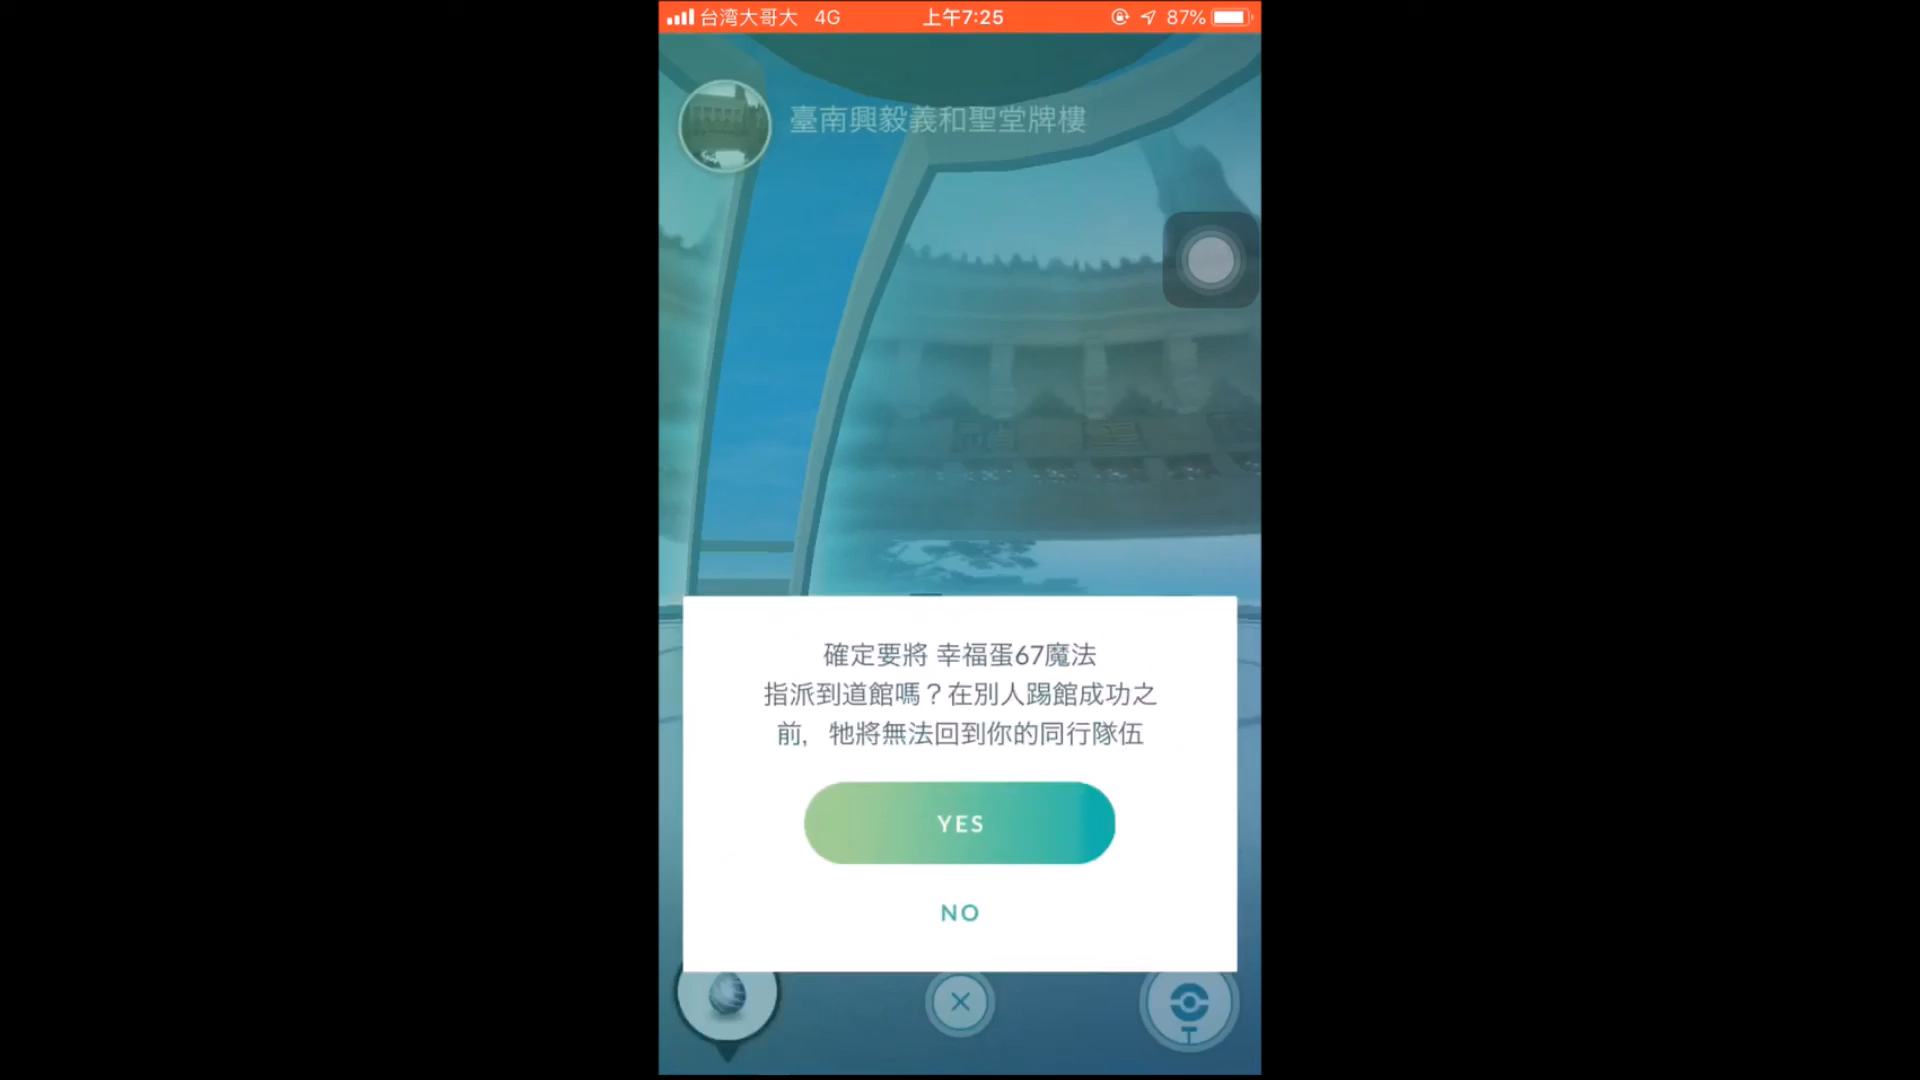 台湾大哥大 4G 上午7:25 87%
臺南興毅義和聖堂牌樓
確定要將 幸福蛋67魔法
指派到道館嗎？在別人踢館成功之
前，牠將無法回到你的同行隊伍
YES
NO